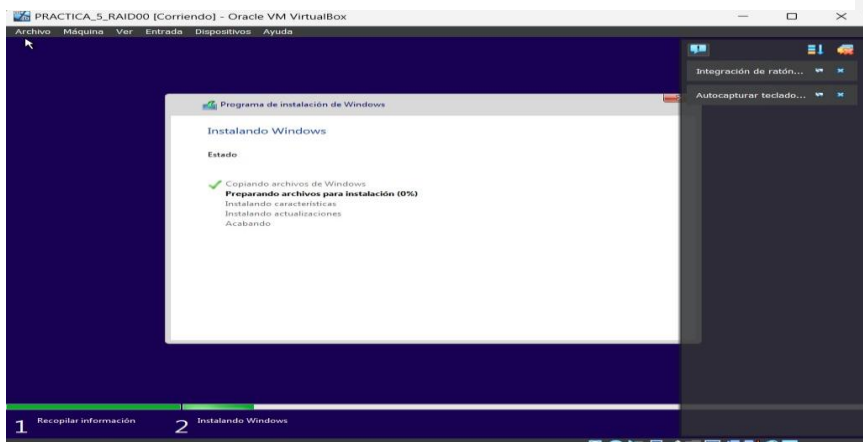 PRACTICA_5_RAID00 [Corriendo] - Oracle VM VirtualBox
Archivo Máquina Ver Entrada Dispositivos Ayuda
Integración de ratón...
Autocapturar teclado...
Programa de instalación de Windows
Instalando Windows
Estado
Copiando archivos de Windows
Preparando archivos para instalación (0%)
Instalando características
Instalando actualizaciones
Acabando
1 Recopilar información 2 Instalando Windows